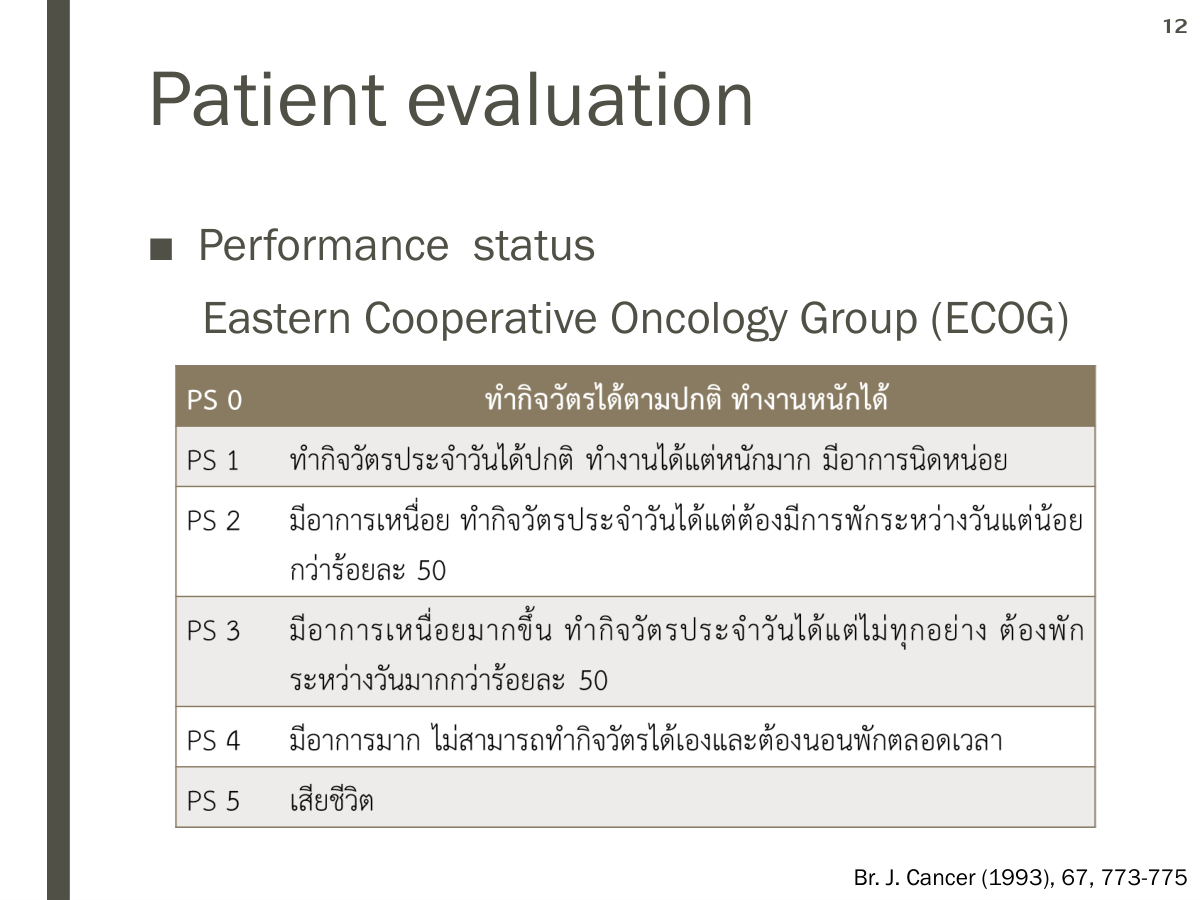 12
Patient evaluation
■ Performance status
Eastern Cooperative Oncology Group (ECOG)
PS 0 ทำกิจวัตรได้ตามปกติ ทำงานหนักได้
PS 1 ทำกิจวัตรประจำวันได้ปกติ ทำงานได้แต่หนักมาก มีอาการนิดหน่อย
PS 2 มีอาการเหนื่อย ทำกิจวัตรประจำวันได้แต่ต้องมีการพักระหว่างวันแต่น้อย
กว่าร้อยละ 50
PS 3 มีอาการเหนื่อยมากขึ้น ทำกิจวัตรประจำวันได้แต่ไม่ทุกอย่าง ต้องพัก
ระหว่างวันมากกว่าร้อยละ 50
PS 4 มีอาการมาก ไม่สามารถทำกิจวัตรได้เองและต้องนอนพักตลอดเวลา
PS 5 เสียชีวิต
Br. J. Cancer (1993), 67, 773-775